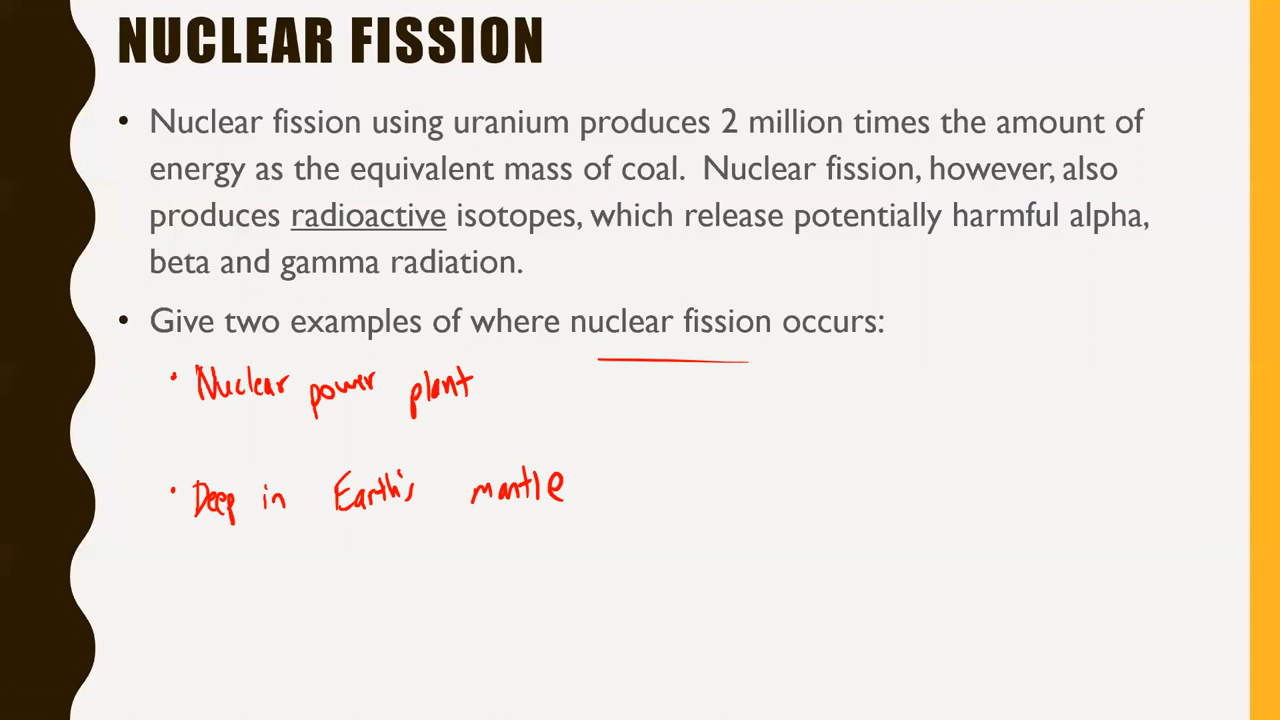 NUCLEAR FISSION
• Nuclear fission using uranium produces 2 million times the amount of
energy as the equivalent mass of coal. Nuclear fission, however, also
produces radioactive isotopes, which release potentially harmful alpha,
beta and gamma radiation.
• Give two examples of where nuclear fission occurs:
• Nuclear power plant
• Deep in Earth's mantle